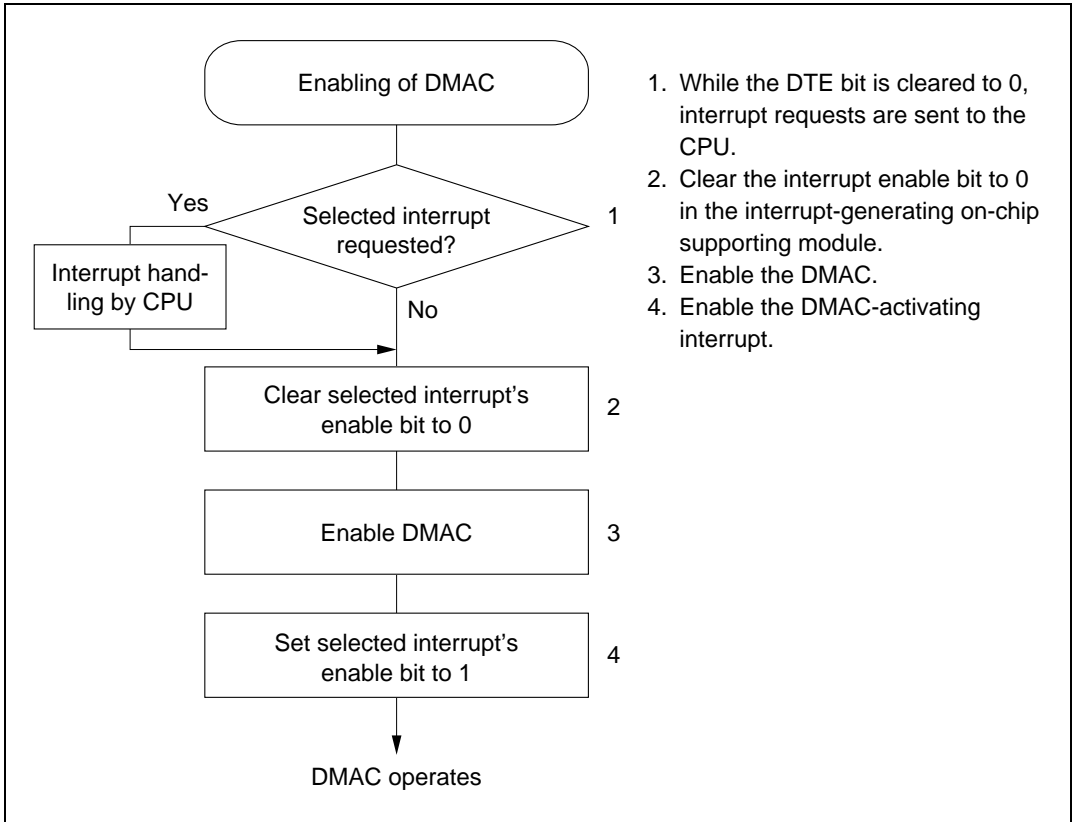 Enabling of DMAC
Yes
Selected interrupt
requested?
1
Interrupt hand-
ling by CPU
No
Clear selected interrupt's
enable bit to 0
2
Enable DMAC
3
Set selected interrupt's
enable bit to 1
4
DMAC operates
1. While the DTE bit is cleared to 0,
interrupt requests are sent to the
CPU.
2. Clear the interrupt enable bit to 0
in the interrupt-generating on-chip
supporting module.
3. Enable the DMAC.
4. Enable the DMAC-activating
interrupt.